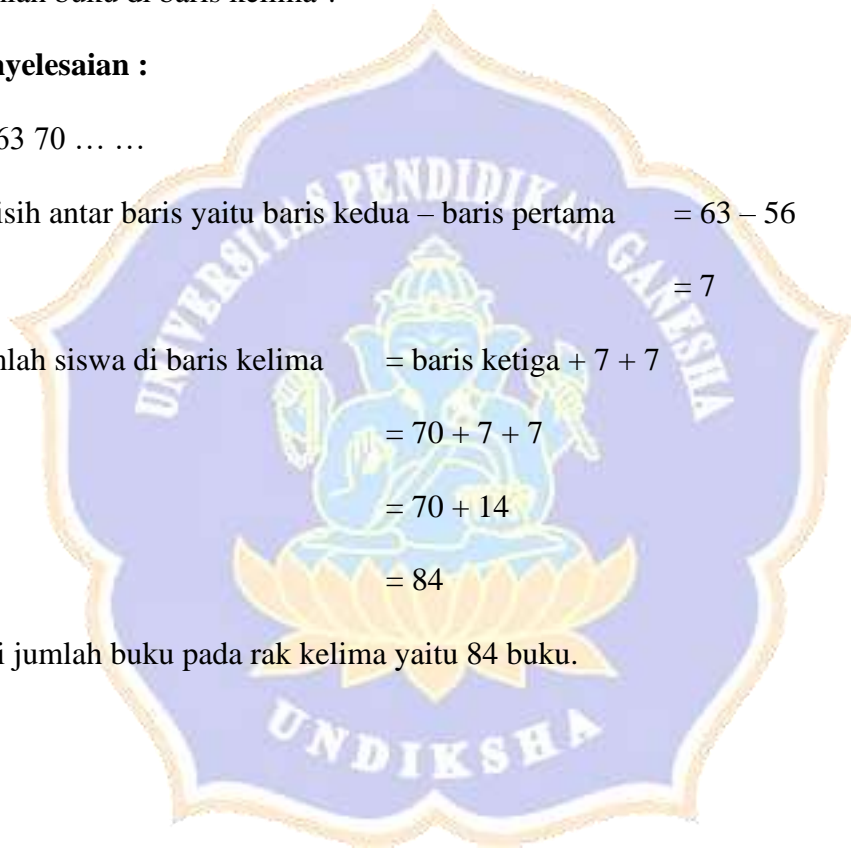 buku di baris kelima
nyelesaian :
63 70 … …
isih antar baris yaitu baris kedua – baris pertama = 63 – 56
= 7
nlah siswa di baris kelima = baris ketiga + 7 + 7
= 70 + 7 + 7
= 70 + 14
= 84
i jumlah buku pada rak kelima yaitu 84 buku.
UNIVERSITAS PENDIDIKAN GANESHA
UNDIKSHA